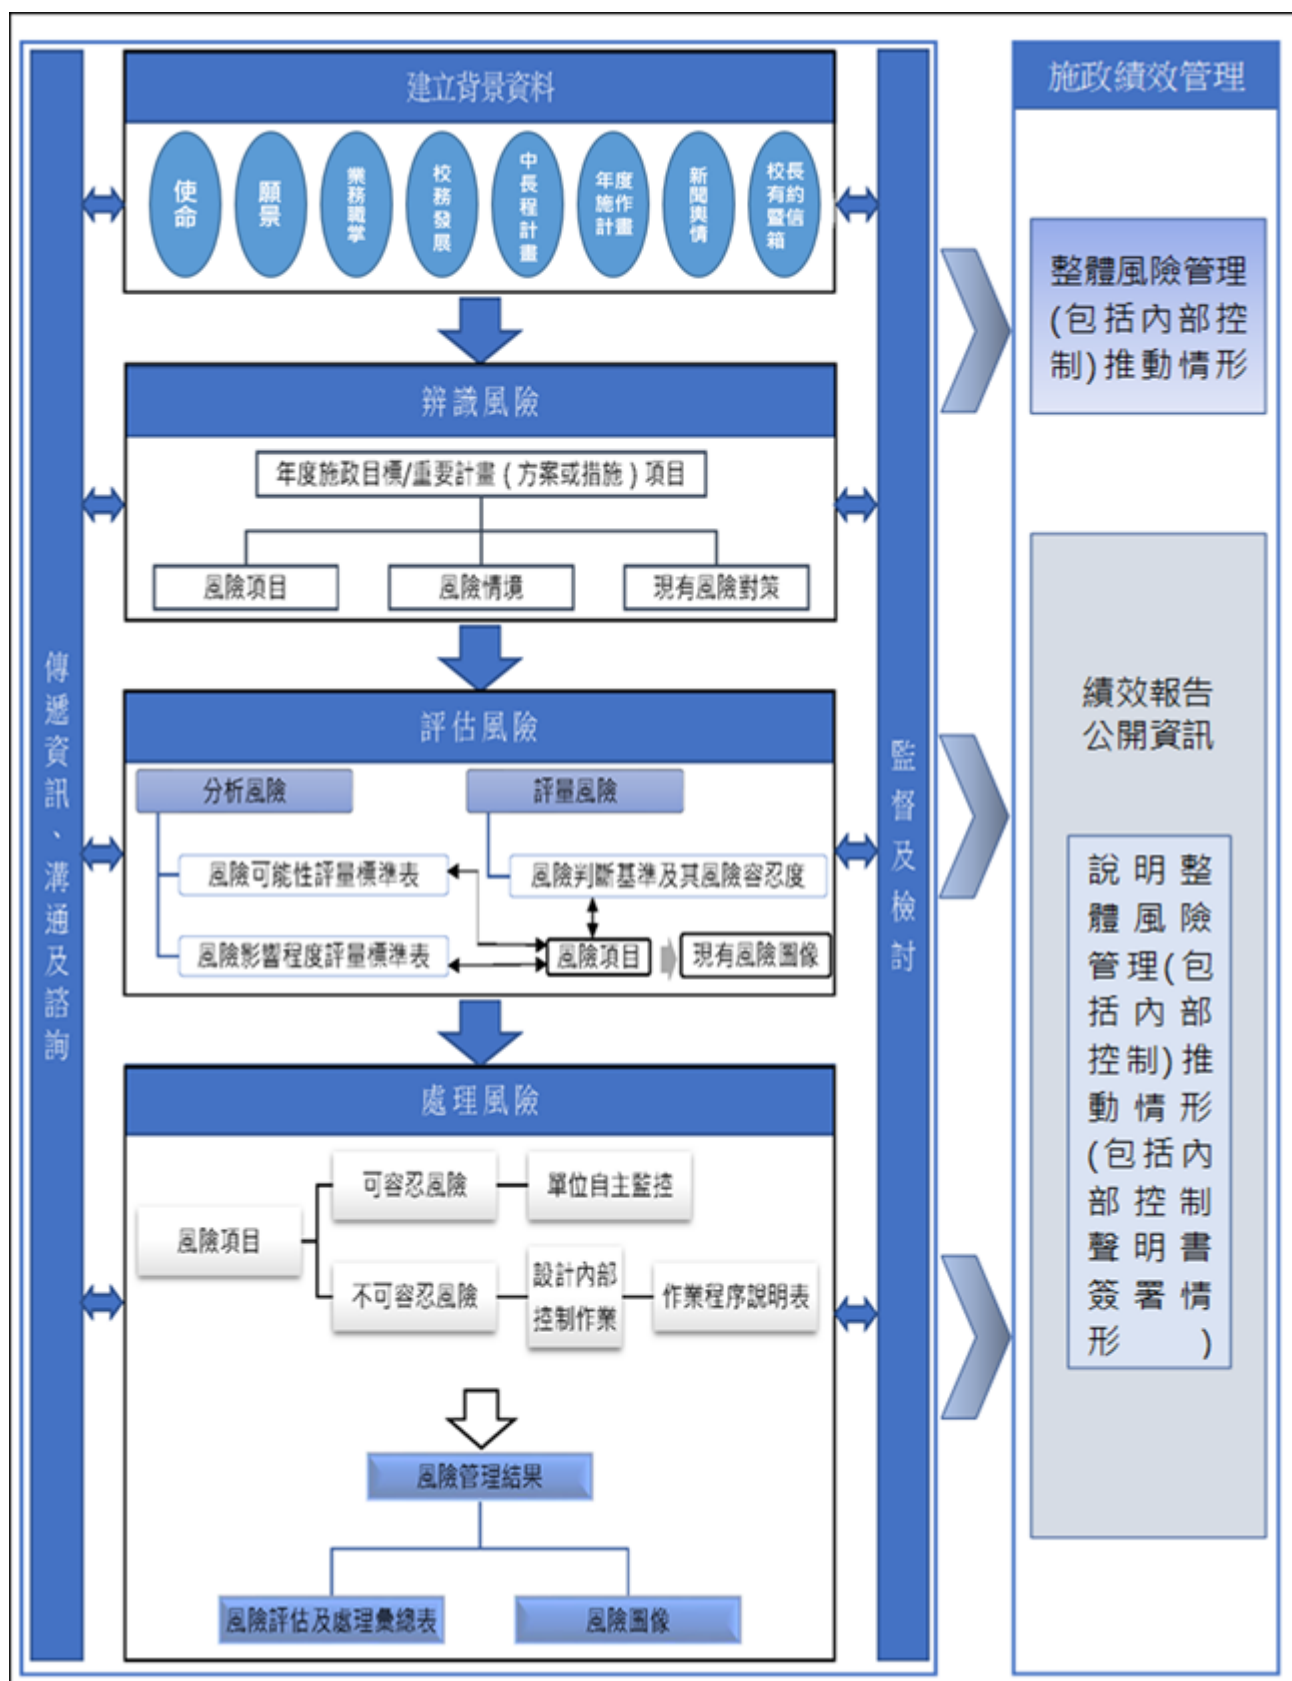 建立背景資料
使命
願景
業務職掌
校務發展
中長程計畫
年度
施作
計畫
新聞輿情
校長
有約
暨信
箱
辨識風險
年度施政目標/重要計畫(方案或措施)項目
風險項目
風險情境
現有風險對策
評估風險
分析風險
評量風險
風險可能性評量標準表
風險判斷基準及其風險容忍度
風險影響程度評量標準表
風險項目
現有風險圖像
處理風險
可容忍風險
單位自主監控
風險項目
不可容忍風險
設計內部
控制作業
作業程序說明表
風險管理結果
風險評估及處理彙總表
風險圖像
傳遞資訊、溝通及諮詢
監督及檢討
施政績效管理
整體風險管理
(包括內部控
制)推動情形
績效報告
公開資訊
說明整
體風險
管理(包
括內部
控制)推
動情形
(包括內
部控制
聲明書
簽署情
形)